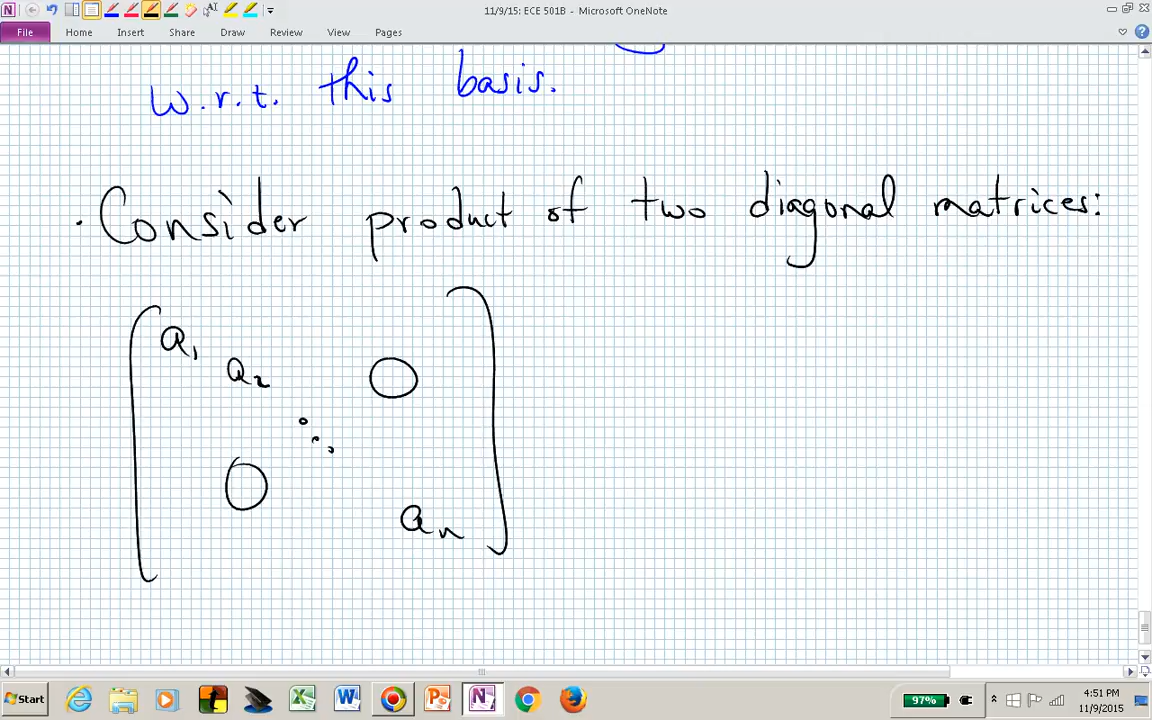 11/9/15: ECE 501B - Microsoft OneNote
File Home Insert Share Draw Review View Pages
w.r.t. this basis.
· Consider product of two diagonal matrices:
a₁
a₂ 0
⋱
0
aₙ
Start
97%
4:51 PM
11/9/2015